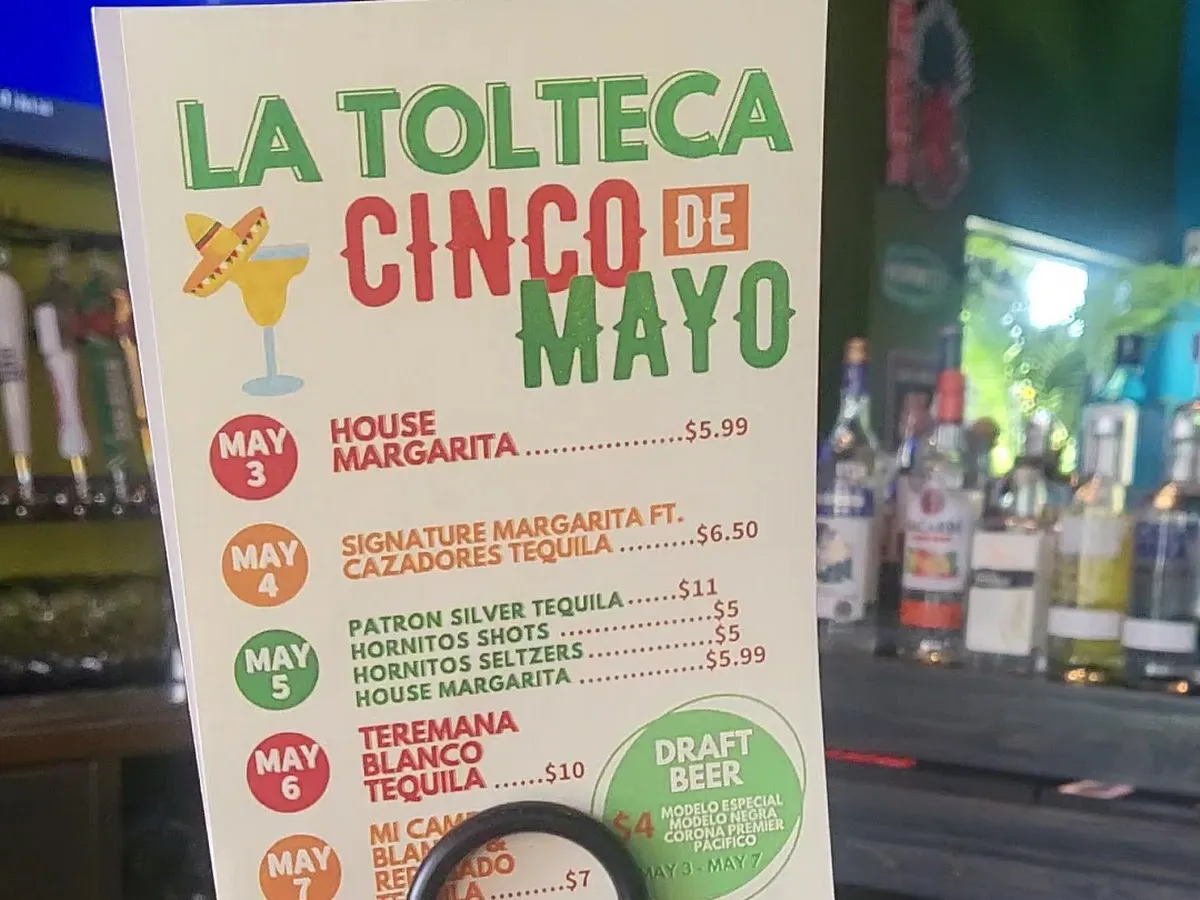 LA TOLTECA
CINCO DE
MAYO
MAY
3
HOUSE
MARGARITA ................$5.99
MAY
4
SIGNATURE MARGARITA FT.
CAZADORES TEQUILA .........$6.50
MAY
5
PATRON SILVER TEQUILA ......$11
HORNITOS SHOTS ..................$5
HORNITOS SELTZERS ...............$5
HOUSE MARGARITA ...............$5.99
MAY
6
TEREMANA
BLANCO
TEQUILA ......$10
DRAFT
BEER
$4
MODELO ESPECIAL
MODELO NEGRA
CORONA PREMIER
PACIFICO
MAY 3 - MAY 7
MAY
7
MI
&
.........$7
BACARDI